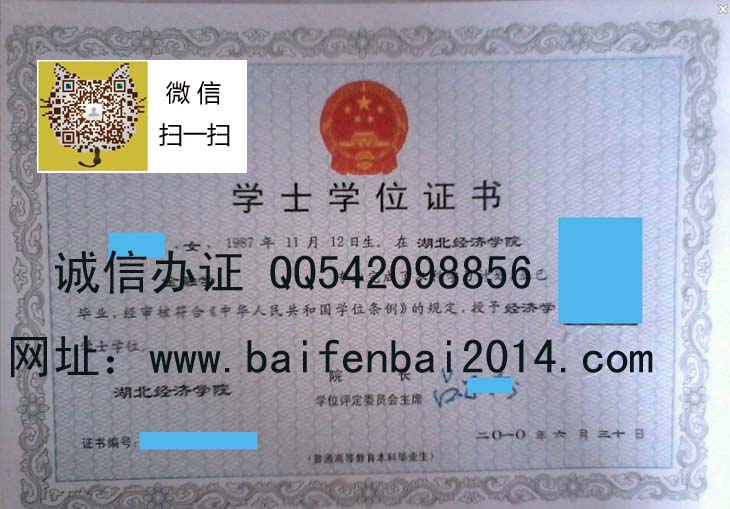 微信
扫一扫
学士学位证书
,女,1987年11月12日生。在湖北经济学院
诚信办证 QQ542098856
毕业,经审核符合《中华人民共和国学位条例》的规定,授予经济学
学士学位。
网址：www.baifenbai2014.com
院 长
湖北经济学院
学位评定委员会主席
证书编号:
二〇一〇年六月三十日
(普通高等教育本科毕业生)